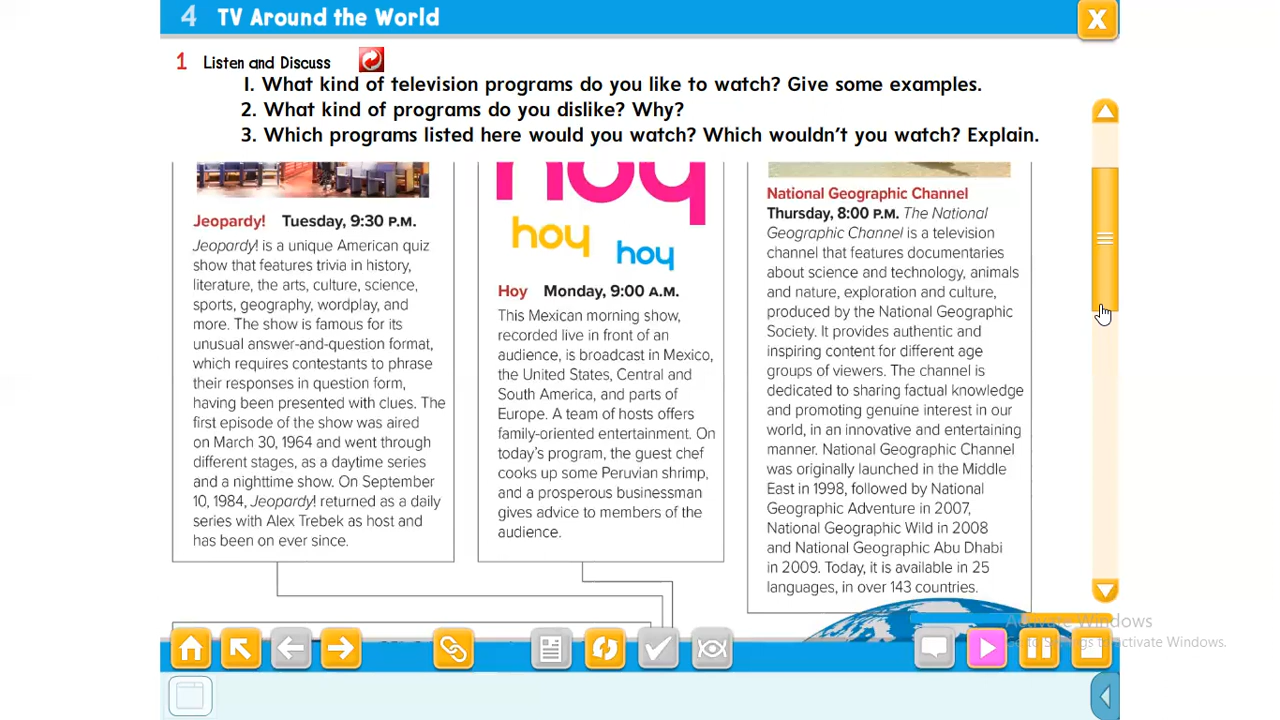 4 TV Around the World
X
1 Listen and Discuss
1. What kind of television programs do you like to watch? Give some examples.
2. What kind of programs do you dislike? Why?
3. Which programs listed here would you watch? Which wouldn't you watch? Explain.
Jeopardy! Tuesday, 9:30 P.M.
Jeopardy! is a unique American quiz
show that features trivia in history,
literature, the arts, culture, science,
sports, geography, wordplay, and
more. The show is famous for its
unusual answer-and-question format,
which requires contestants to phrase
their responses in question form,
having been presented with clues. The
first episode of the show was aired
on March 30, 1964 and went through
different stages, as a daytime series
and a nighttime show. On September
10, 1984, Jeopardy! returned as a daily
series with Alex Trebek as host and
has been on ever since.
hoy
hoy
hoy
Hoy Monday, 9:00 A.M.
This Mexican morning show,
recorded live in front of an
audience, is broadcast in Mexico,
the United States, Central and
South America, and parts of
Europe. A team of hosts offers
family-oriented entertainment. On
today's program, the guest chef
cooks up some Peruvian shrimp,
and a prosperous businessman
gives advice to members of the
audience.
National Geographic Channel
Thursday, 8:00 P.M. The National
Geographic Channel is a television
channel that features documentaries
about science and technology, animals
and nature, exploration and culture,
produced by the National Geographic
Society. It provides authentic and
inspiring content for different age
groups of viewers. The channel is
dedicated to sharing factual knowledge
and promoting genuine interest in our
world, in an innovative and entertaining
manner. National Geographic Channel
was originally launched in the Middle
East in 1998, followed by National
Geographic Adventure in 2007,
National Geographic Wild in 2008
and National Geographic Abu Dhabi
in 2009. Today, it is available in 25
languages, in over 143 countries.
Activate Windows
Go to Settings to activate Windows.